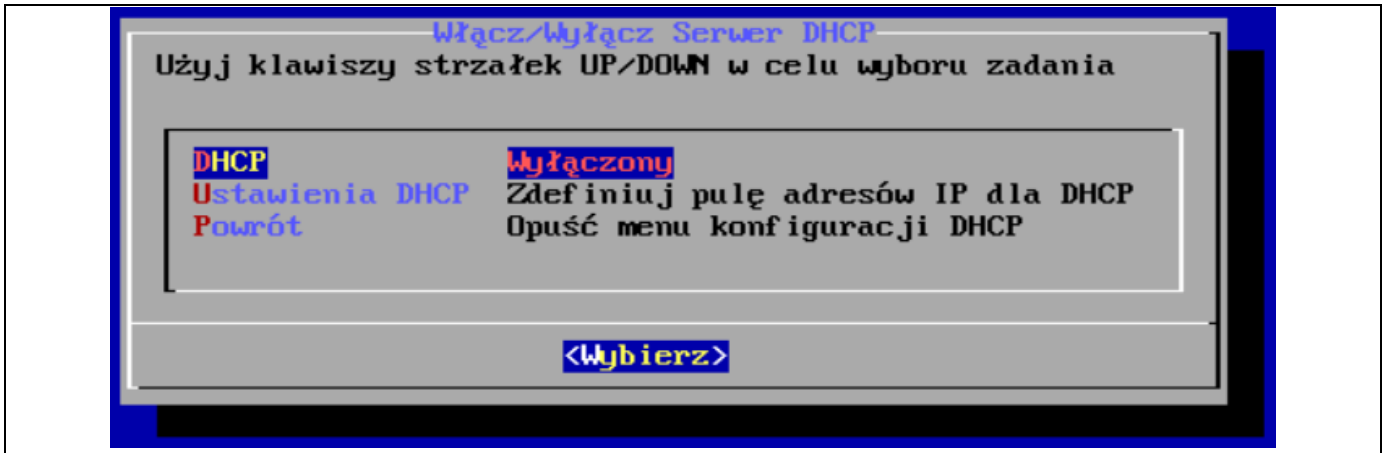 Włącz/Wyłącz Serwer DHCP
Użyj klawiszy strzałek UP/DOWN w celu wyboru zadania
DHCP Wyłączony
Ustawienia DHCP Zdefiniuj pulę adresów IP dla DHCP
Powrót Opuść menu konfiguracji DHCP
<Wybierz>